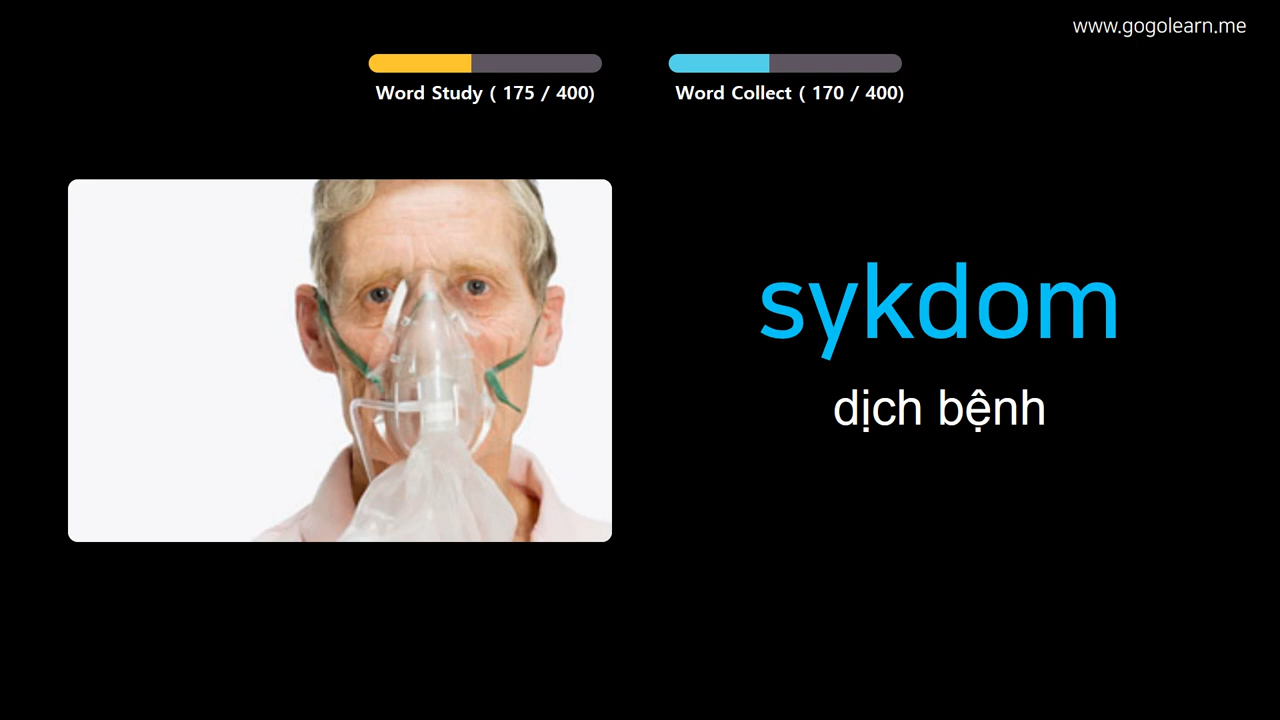 www.gogolearn.me
Word Study ( 175 / 400)
Word Collect ( 170 / 400)
sykdom
dịch bệnh